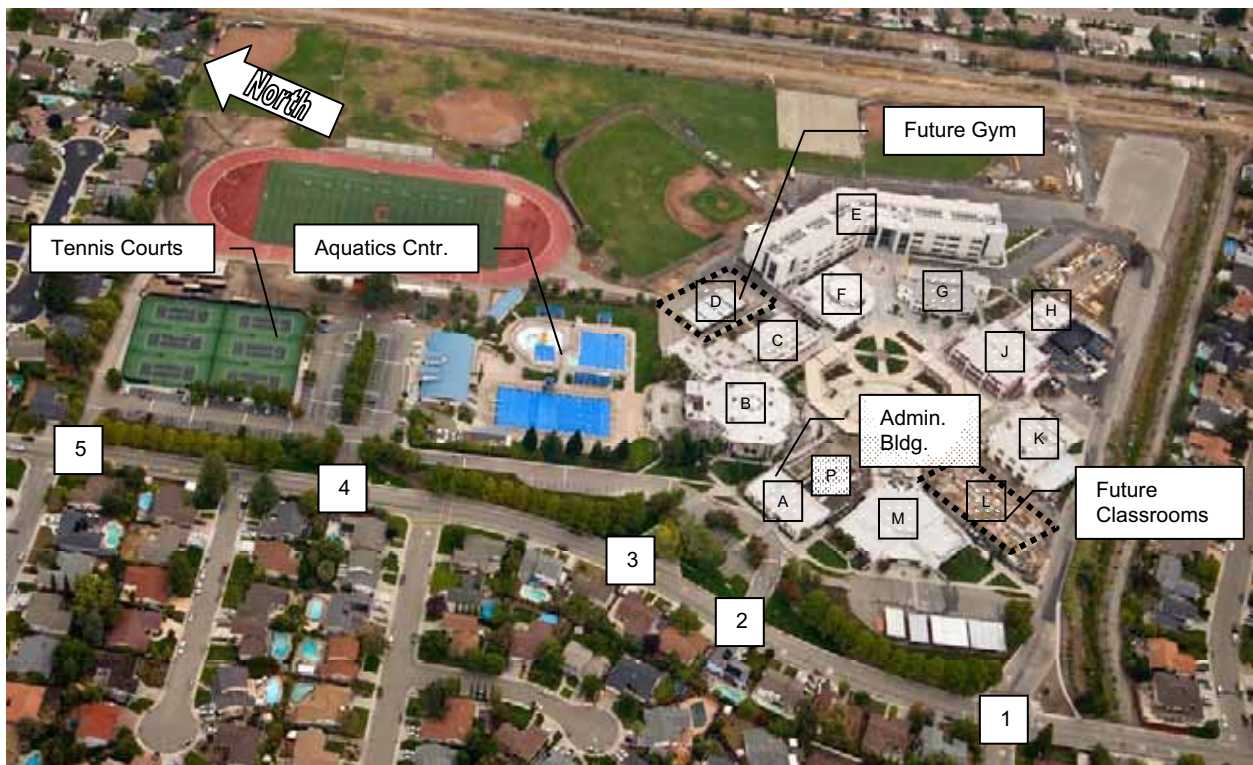 North
Future Gym
E
Tennis Courts
Aquatics Cntr.
D
F
G
H
C
J
B
Admin.
Bldg.
K
5
4
P
A
L
Future
Classrooms
M
3
2
1